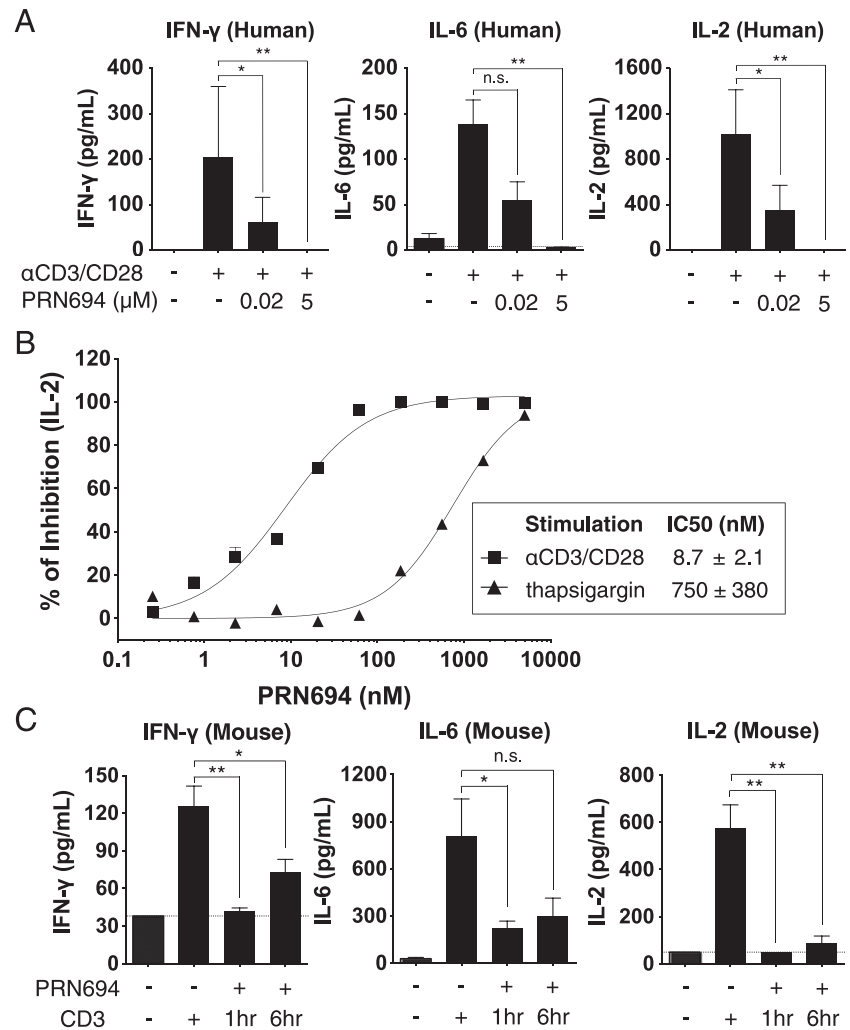 A
IFN-γ (Human)
IL-6 (Human)
IL-2 (Human)
IFN-γ (pg/mL)
400
300
200
100
0
*
**
IL-6 (pg/mL)
200
150
100
50
0
n.s.
**
IL-2 (pg/mL)
1600
1200
800
400
0
*
**
αCD3/CD28 - + + + - + + + - + + +
PRN694 (µM) - - 0.02 5 - - 0.02 5 - - 0.02 5
B
% of Inhibition (IL-2)
120
100
80
60
40
20
0
0.1 1 10 100 1000 10000
PRN694 (nM)
Stimulation IC50 (nM)
αCD3/CD28 8.7 ± 2.1
thapsigargin 750 ± 380
C
IFN-γ (Mouse)
IL-6 (Mouse)
IL-2 (Mouse)
IFN-γ (pg/mL)
150
120
90
60
30
0
*
**
IL-6 (pg/mL)
1200
900
600
300
0
n.s.
*
IL-2 (pg/mL)
800
600
400
200
0
**
**
PRN694 - - + + - - + + - - + +
CD3 - + 1hr 6hr - + 1hr 6hr - + 1hr 6hr